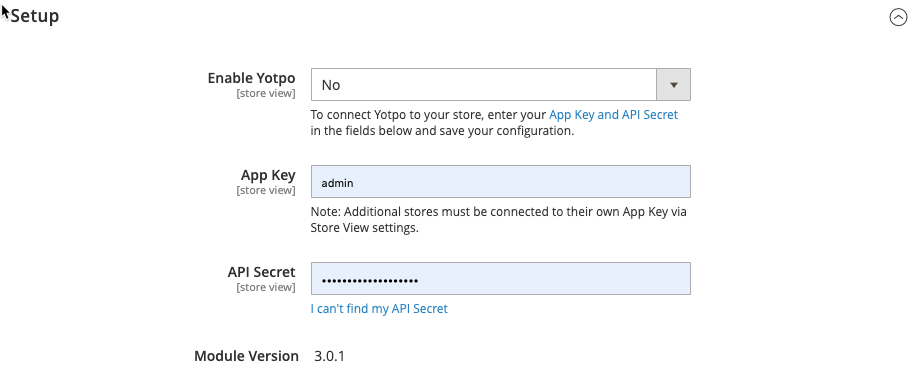 Setup
Enable Yotpo
[store view]
No
To connect Yotpo to your store, enter your App Key and API Secret
in the fields below and save your configuration.
App Key
[store view]
admin
Note: Additional stores must be connected to their own App Key via
Store View settings.
API Secret
[store view]
•••••••••••••••••••
I can't find my API Secret
Module Version 3.0.1